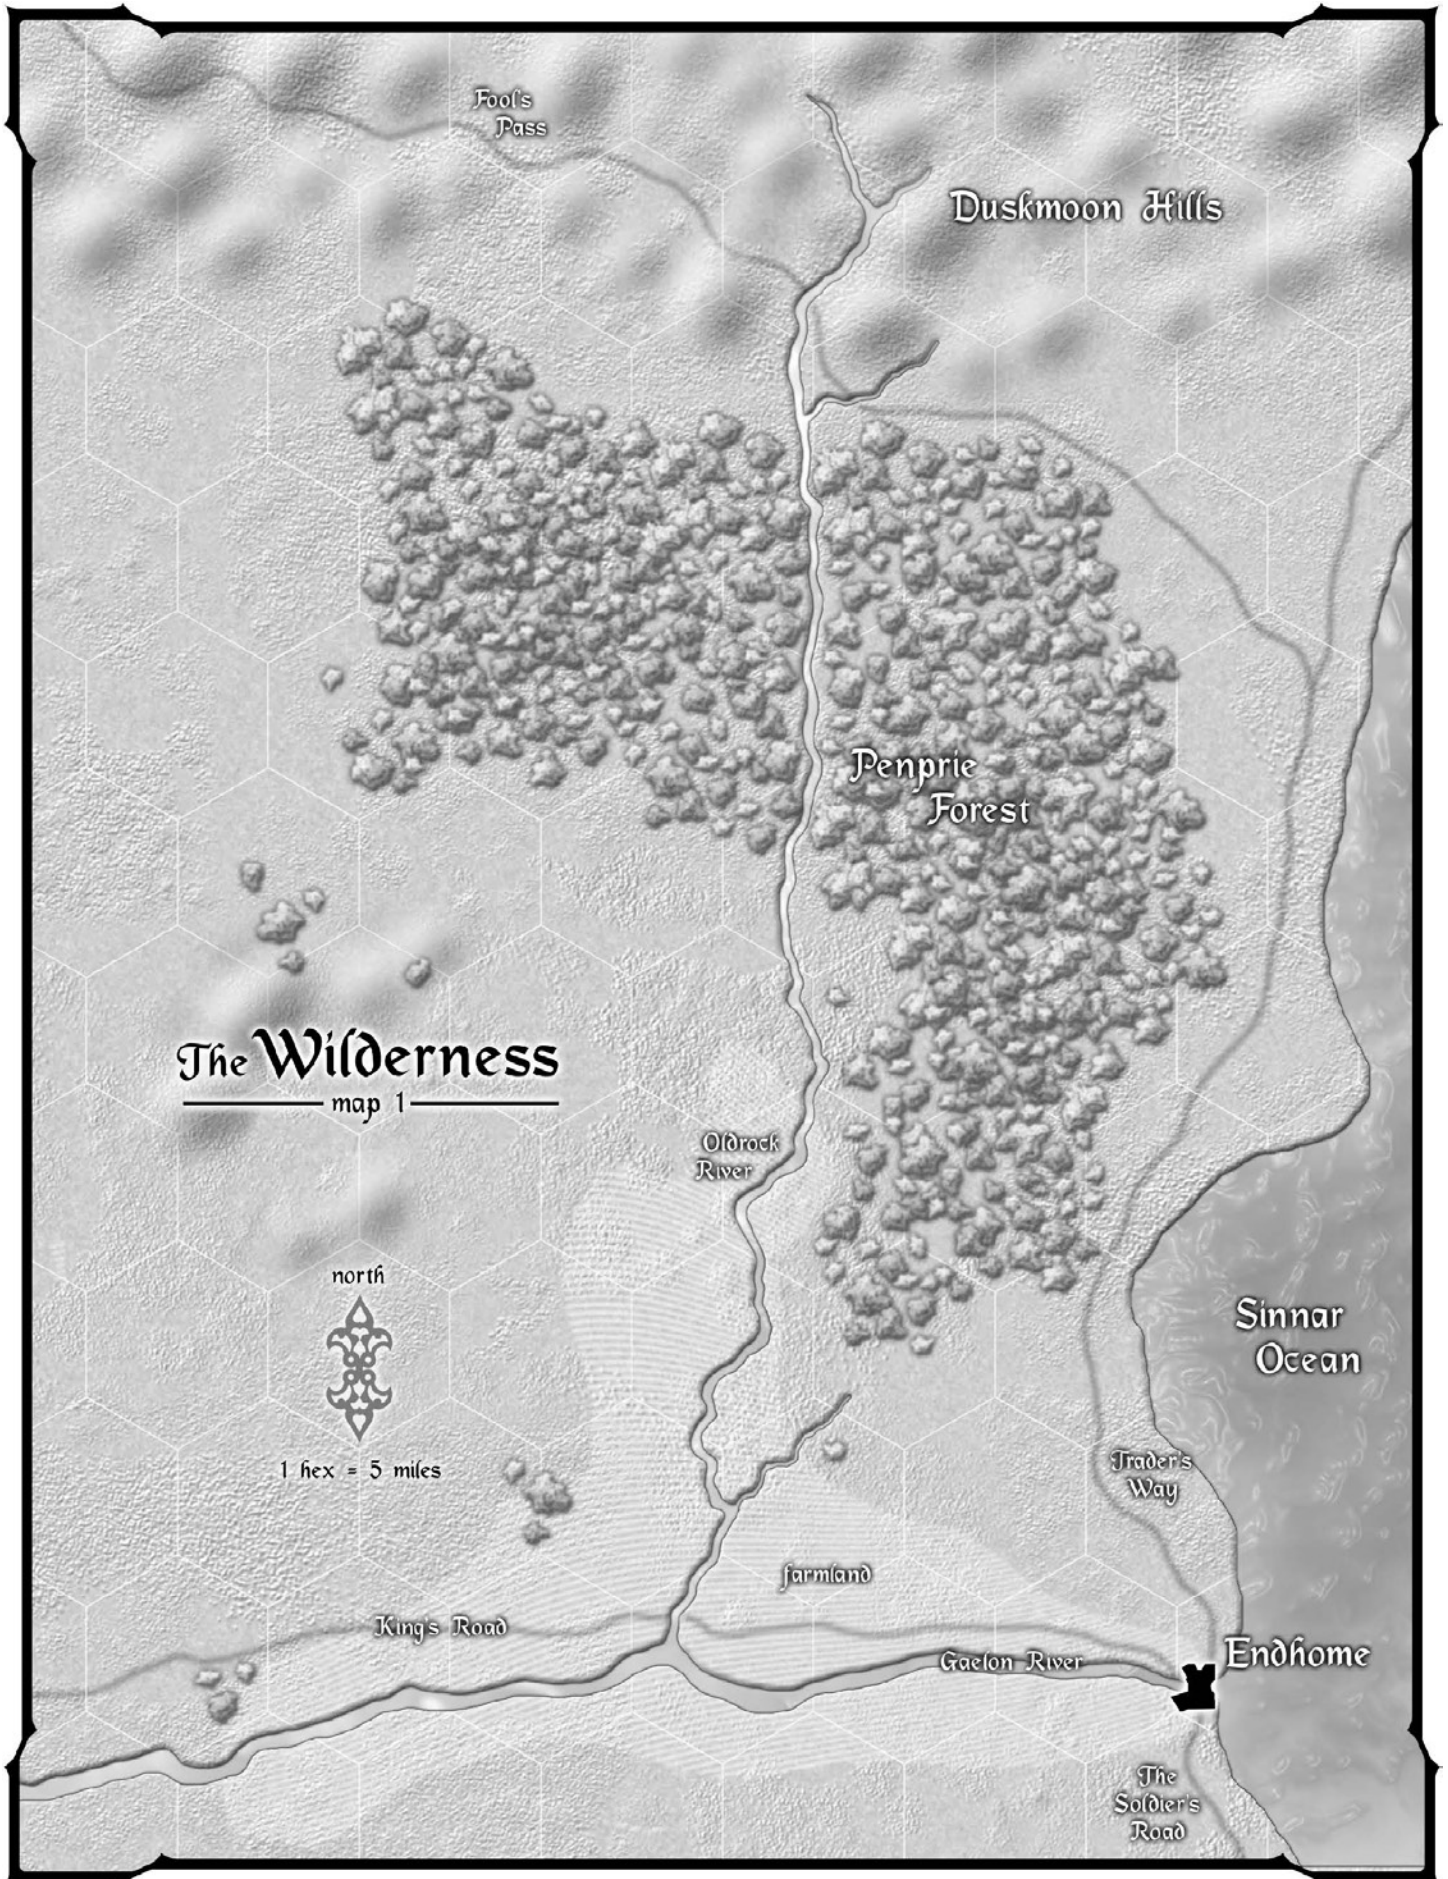 Fool's
Pass
Duskmoon Hills
Penprie
Forest
The Wilderness
map 1
Oldrock
River
north
Sinnar
Ocean
1 hex = 5 miles
Trader's
Way
farmland
King's Road
Gaelon River
Endhome
The
Soldier's
Road